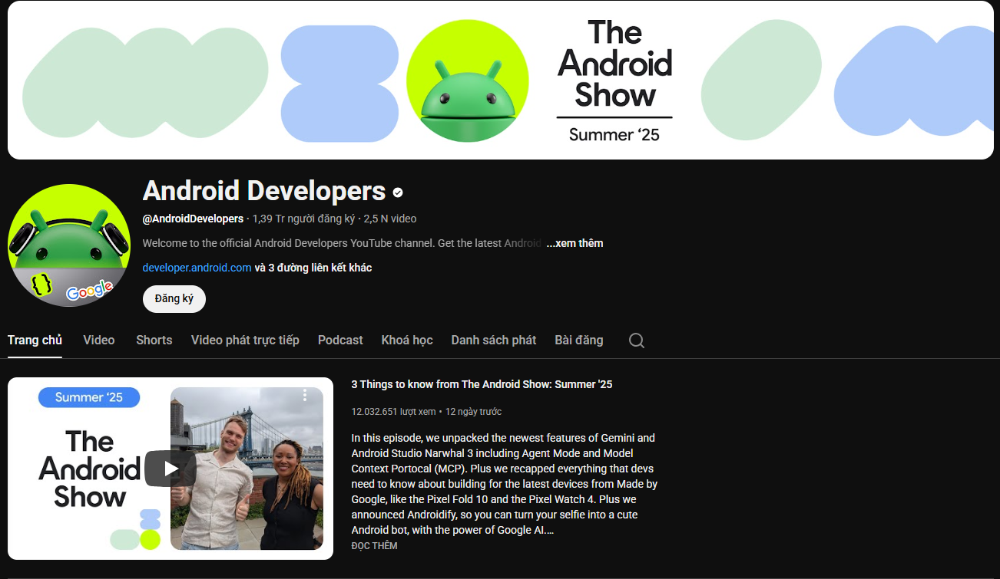 The
Android
Show
Summer ‘25
Android Developers
@AndroidDevelopers · 1,39 Tr người đăng ký · 2,5 N video
Welcome to the official Android Developers YouTube channel. Get the latest Android ...xem thêm
developer.android.com và 3 đường liên kết khác
{}
Google
Đăng ký
Trang chủ Video Shorts Video phát trực tiếp Podcast Khoá học Danh sách phát Bài đăng
Summer ‘25
The
Android
Show
3 Things to know from The Android Show: Summer '25
12.032.651 lượt xem • 12 ngày trước
In this episode, we unpacked the newest features of Gemini and
Android Studio Narwhal 3 including Agent Mode and Model
Context Portocal (MCP). Plus we recapped everything that devs
need to know about building for the latest devices from Made by
Google, like the Pixel Fold 10 and the Pixel Watch 4. Plus we
announced Androidify, so you can turn your selfie into a cute
Android bot, with the power of Google AI.…
ĐỌC THÊM